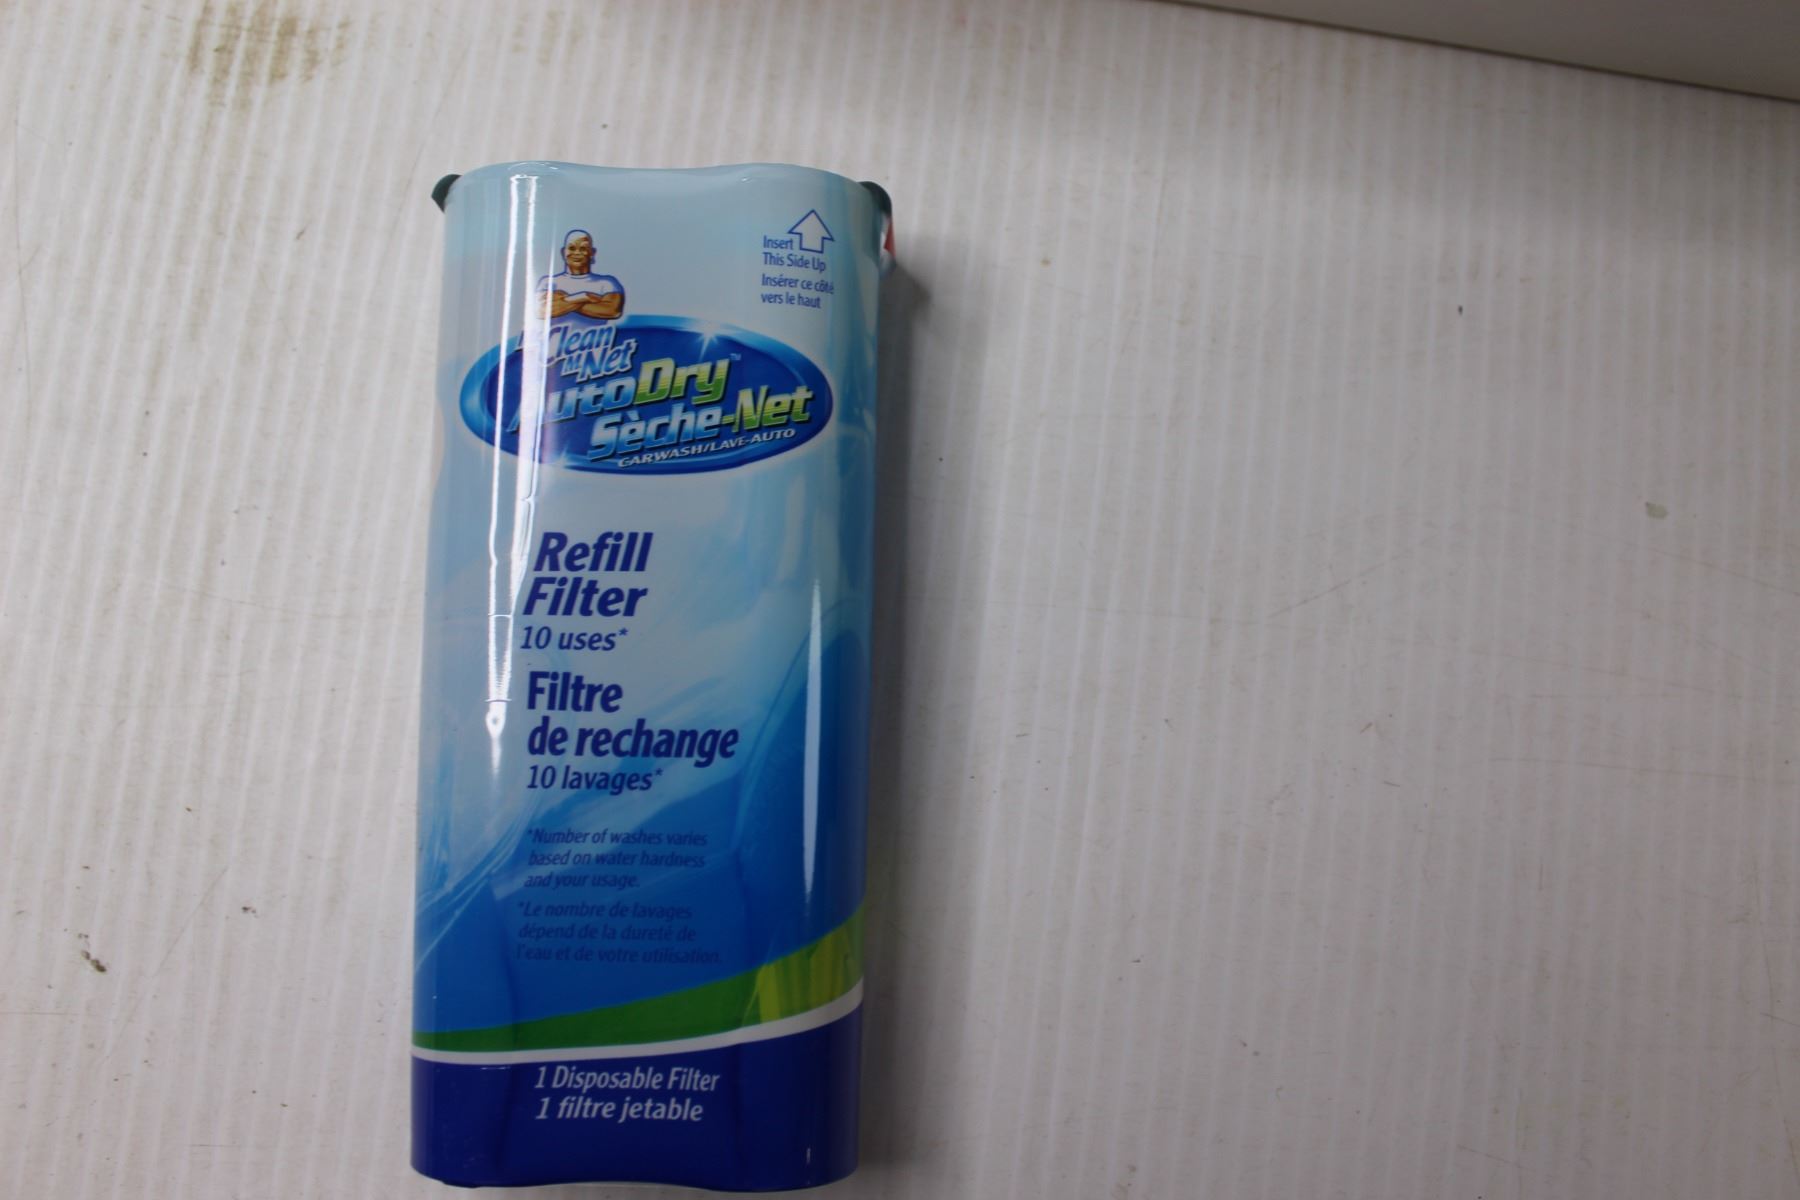 Insert
This Side Up
Insérer ce côté
vers le haut
Clean
M.Net
AutoDry™
Sèche-Net
CARWASH/LAVE-AUTO
Refill
Filter
10 uses*
Filtre
de rechange
10 lavages*
*Number of washes varies
based on water hardness
and your usage.
*Le nombre de lavages
dépend de la dureté de
l'eau et de votre utilisation.
1 Disposable Filter
1 filtre jetable